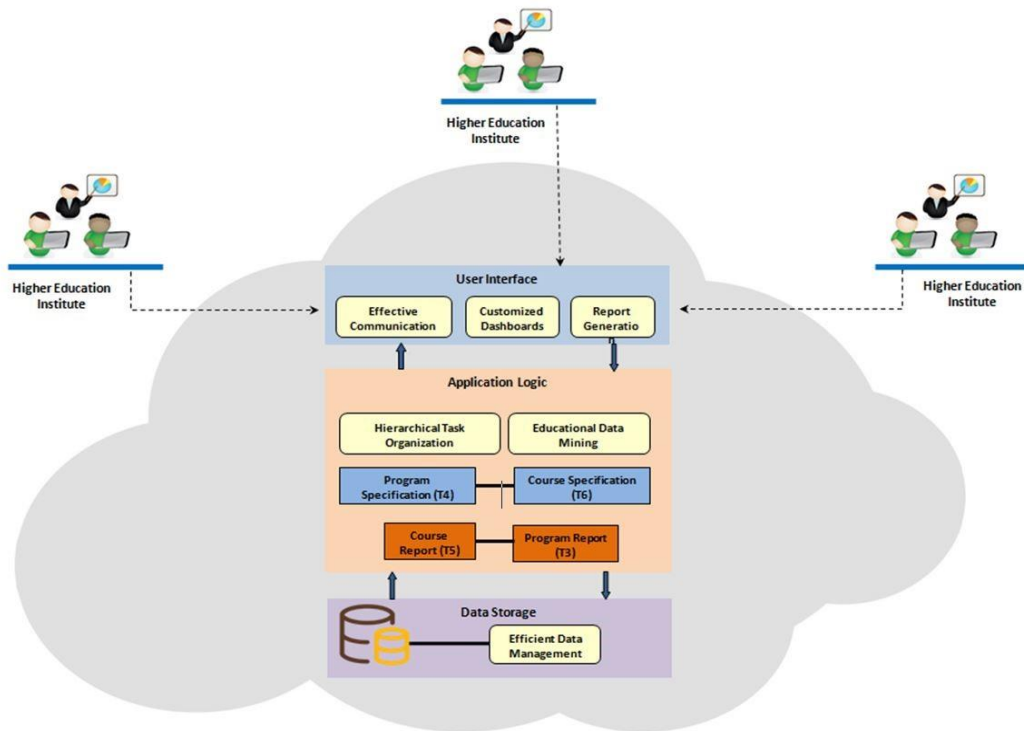 Higher Education
Institute
Higher Education
Institute
Higher Education
Institute
User Interface
Effective
Communication
Customized
Dashboards
Report
Generatio
n
Application Logic
Hierarchical Task
Organization
Educational Data
Mining
Program
Specification (T4)
Course Specification
(T6)
Course
Report (T5)
Program Report
(T3)
Data Storage
Efficient Data
Management